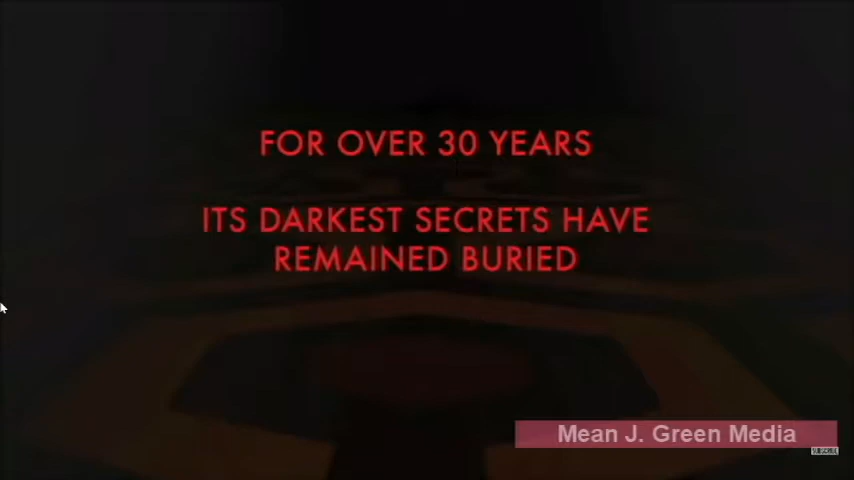 FOR OVER 30 YEARS
ITS DARKEST SECRETS HAVE
REMAINED BURIED
Mean J. Green Media